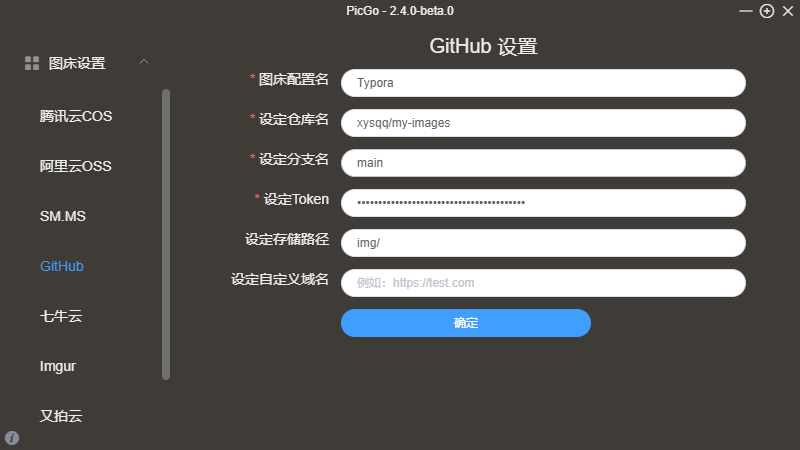 PicGo - 2.4.0-beta.0
图床设置
腾讯云COS
阿里云OSS
SM.MS
GitHub
七牛云
Imgur
又拍云
GitHub 设置
* 图床配置名
Typora
* 设定仓库名
xysqq/my-images
* 设定分支名
main
* 设定Token
••••••••••••••••••••••••••••••••••••••••
设定存储路径
img/
设定自定义域名
例如：https://test.com
确定